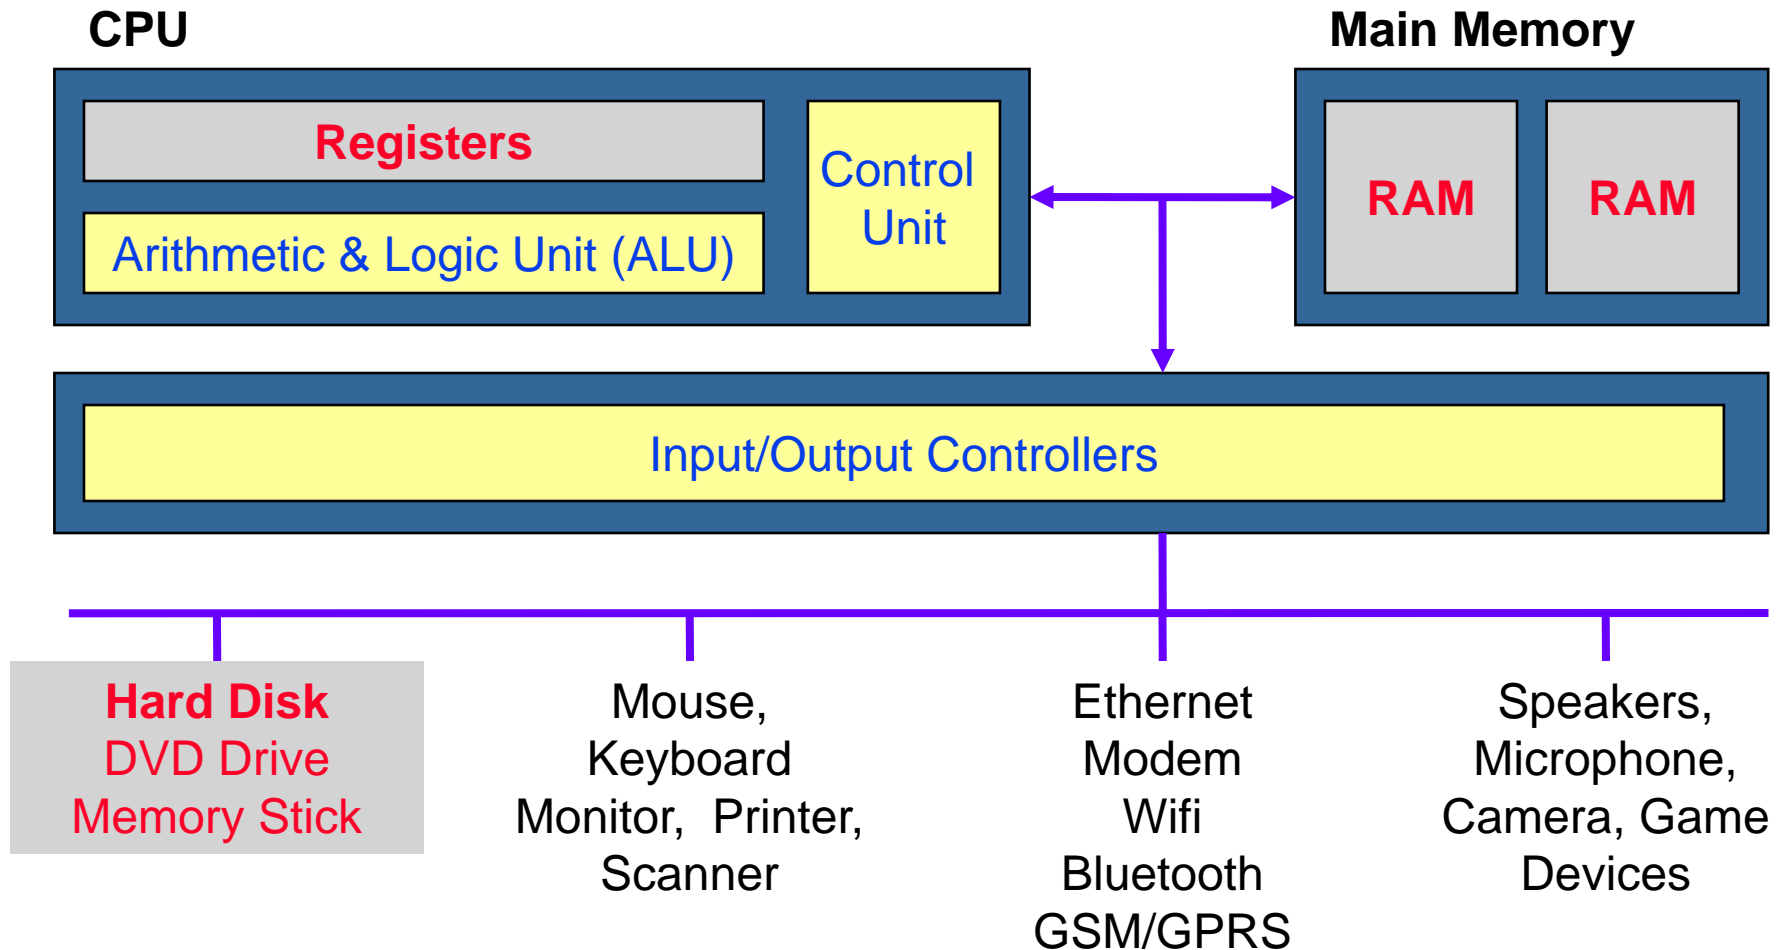 CPU
Main Memory
Registers
Arithmetic & Logic Unit (ALU)
Control
Unit
RAM
RAM
Input/Output Controllers
Hard Disk
DVD Drive
Memory Stick
Mouse,
Keyboard
Monitor, Printer,
Scanner
Ethernet
Modem
Wifi
Bluetooth
GSM/GPRS
Speakers,
Microphone,
Camera, Game
Devices